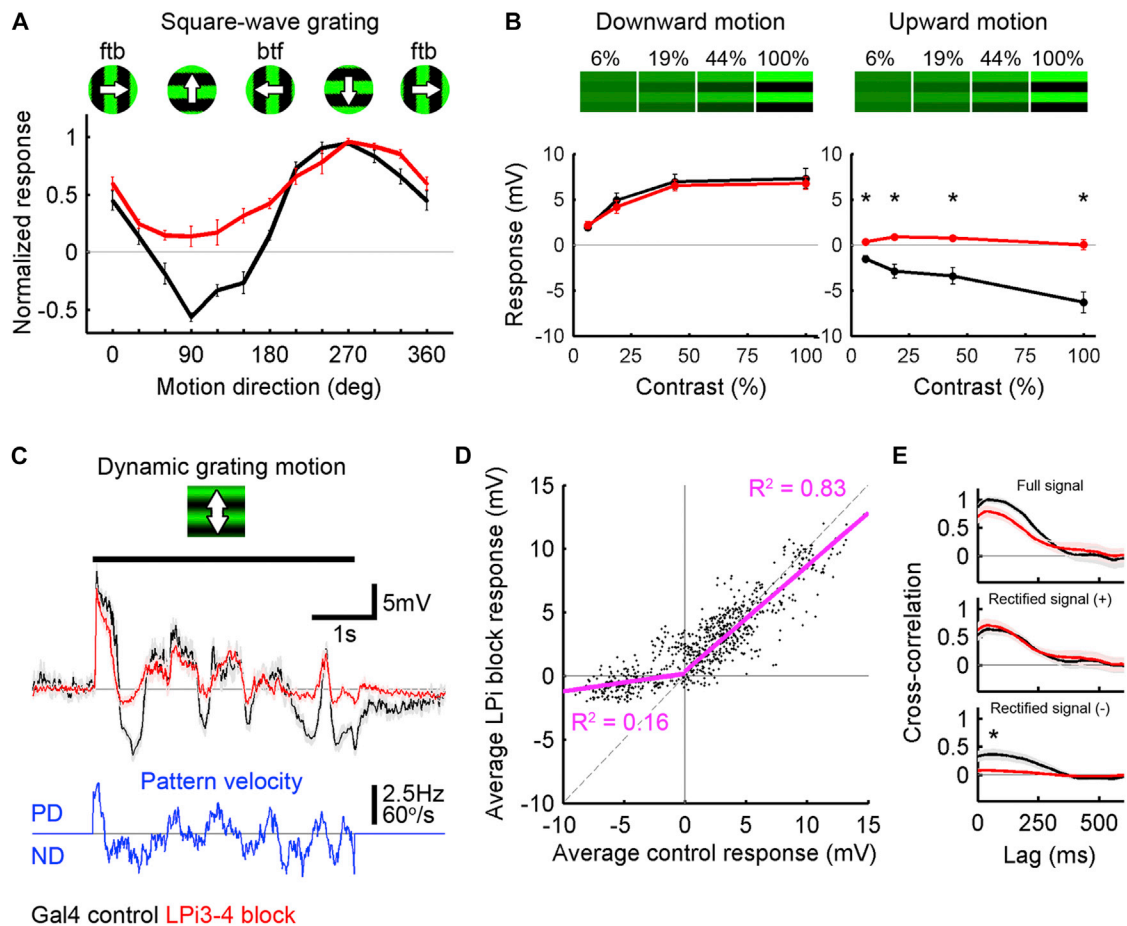 A
Square-wave grating
ftb btf ftb
Normalized response
1
0.5
0
-0.5
0 90 180 270 360
Motion direction (deg)
B
Downward motion
6% 19% 44% 100%
Upward motion
6% 19% 44% 100%
Response (mV)
10
5
0
-5
-10
0 25 50 75 100
Contrast (%)
10
5
0
-5
-10
* * * *
0 25 50 75 100
Contrast (%)
C
Dynamic grating motion
5mV
1s
Pattern velocity
PD
ND
2.5Hz
60º/s
Gal4 control LPi3-4 block
D
Average LPi block response (mV)
15
10
5
0
-5
-10
R² = 0.83
R² = 0.16
-10 -5 0 5 10 15
Average control response (mV)
E
Cross-correlation
Full signal
1
0.5
0
Rectified signal (+)
1
0.5
0
Rectified signal (-)
*
1
0.5
0
0 250 500
Lag (ms)